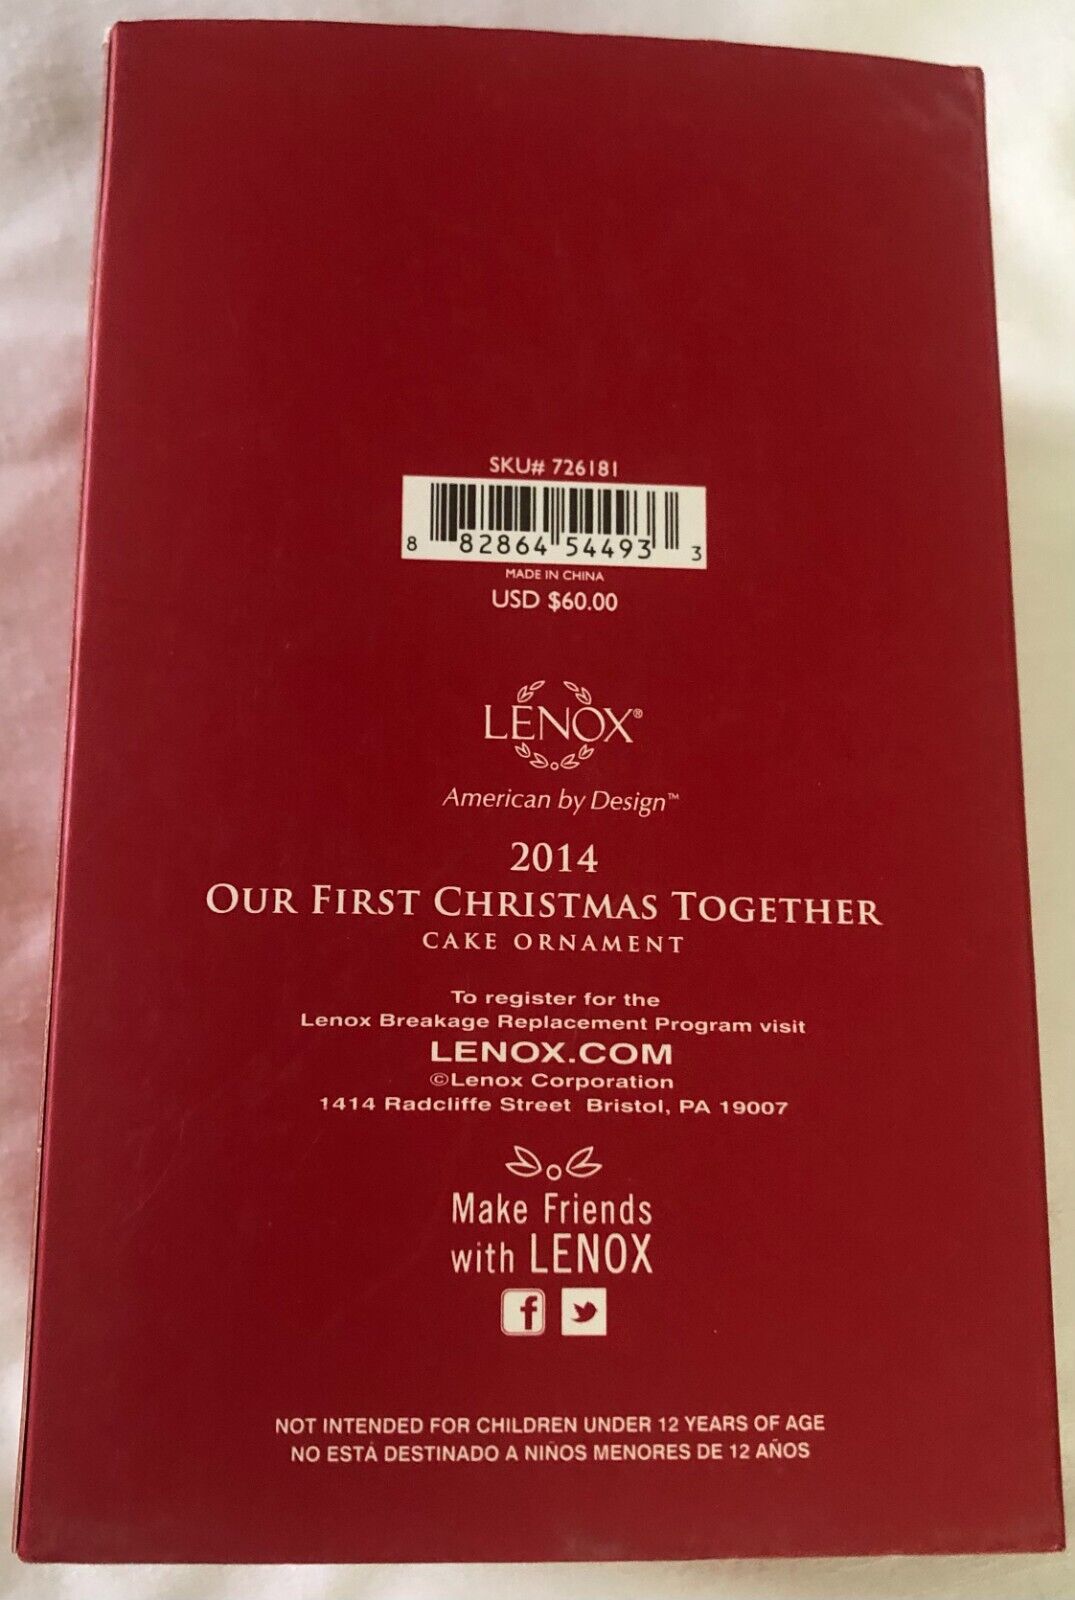 SKU# 726181
8 82864 54493 3
MADE IN CHINA
USD $60.00
LENOX®
American by Design™
2014
OUR FIRST CHRISTMAS TOGETHER
CAKE ORNAMENT
To register for the
Lenox Breakage Replacement Program visit
LENOX.COM
©Lenox Corporation
1414 Radcliffe Street Bristol, PA 19007
Make Friends
with LENOX
f
NOT INTENDED FOR CHILDREN UNDER 12 YEARS OF AGE
NO ESTÁ DESTINADO A NIÑOS MENORES DE 12 AÑOS